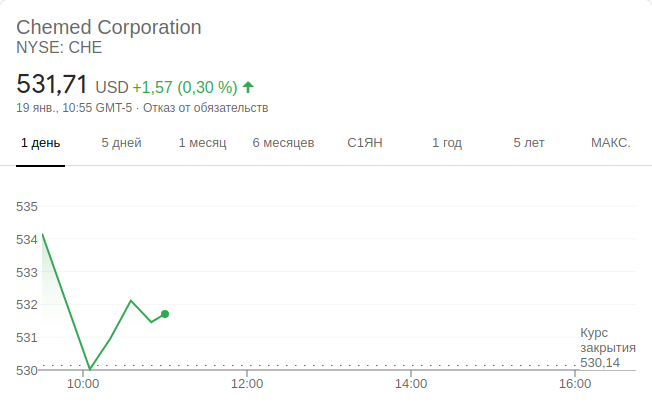 Chemed Corporation
NYSE: CHE
531,71 USD +1,57 (0,30 %)
19 янв., 10:55 GMT-5 · Отказ от обязательств
1 день 5 дней 1 месяц 6 месяцев С1ЯН 1 год 5 лет МАКС.
535
534
533
532
531
530
Курс
закрытия
530,14
10:00 12:00 14:00 16:00